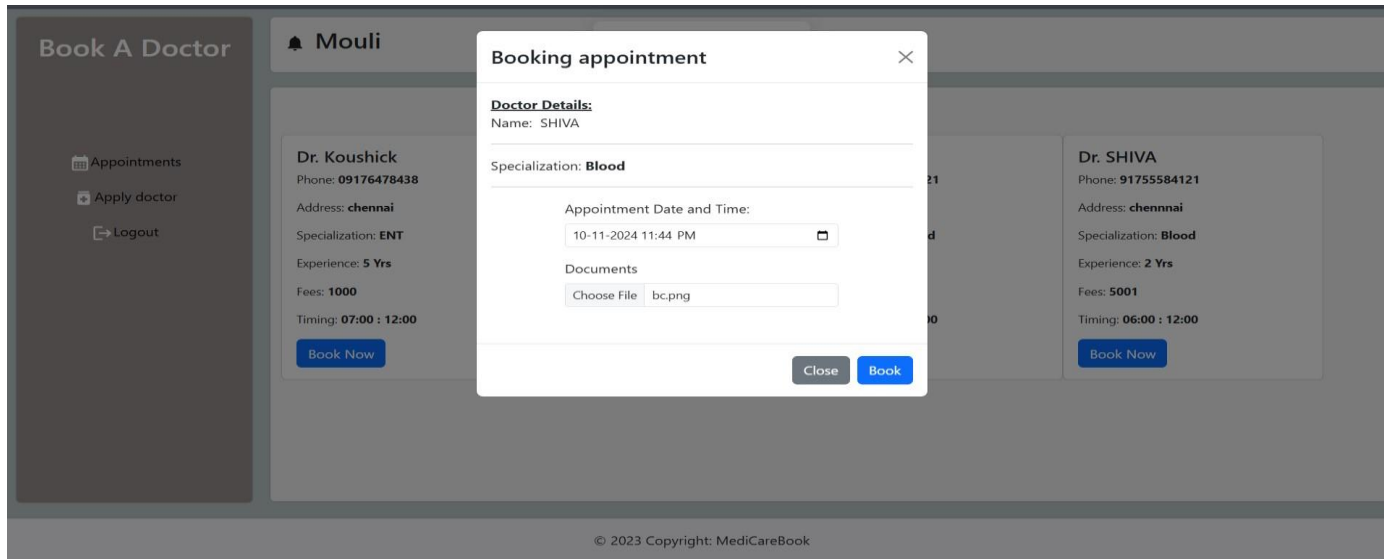 Book A Doctor
Appointments
Apply doctor
Logout
Mouli
Booking appointment
Doctor Details:
Name: SHIVA
Specialization: Blood
Appointment Date and Time:
10-11-2024 11:44 PM
Documents
Choose File bc.png
Close Book
Dr. Koushick
Phone: 09176478438
Address: chennai
Specialization: ENT
Experience: 5 Yrs
Fees: 1000
Timing: 07:00 : 12:00
Book Now
21
d
00
Dr. SHIVA
Phone: 91755584121
Address: chennnai
Specialization: Blood
Experience: 2 Yrs
Fees: 5001
Timing: 06:00 : 12:00
Book Now
© 2023 Copyright: MediCareBook